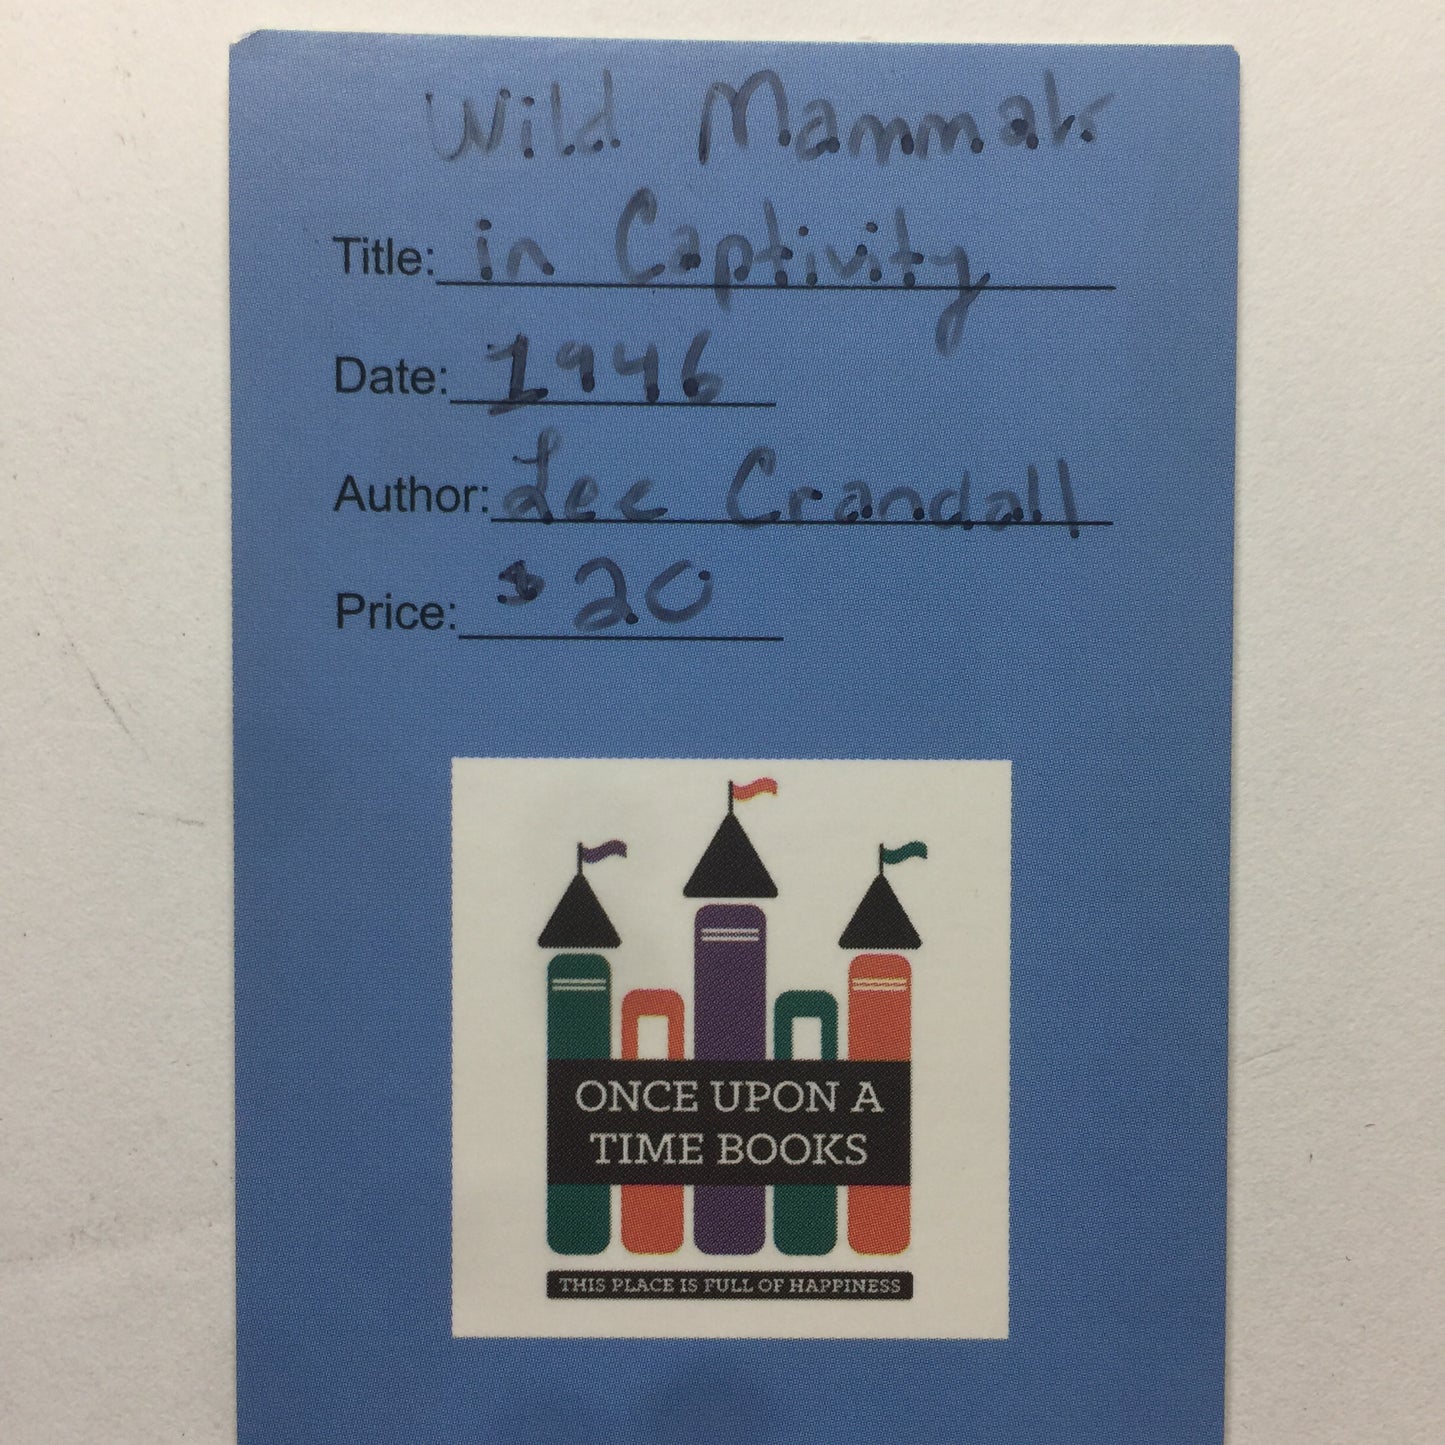 Wild Mammals
Title: in Captivity
Date: 1946
Author: Lee Crandall
Price: $20
ONCE UPON A
TIME BOOKS
THIS PLACE IS FULL OF HAPPINESS